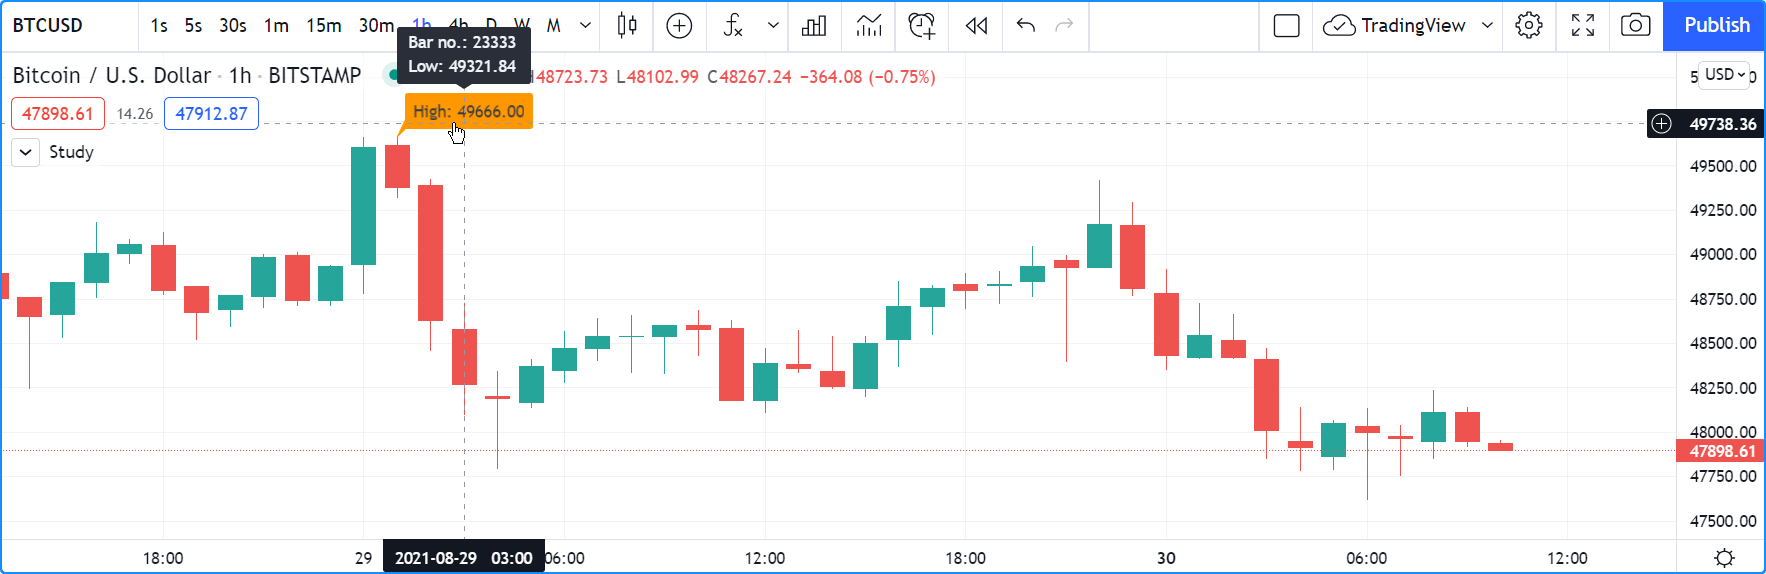 BTCUSD 1s 5s 30s 1m 15m 30m 1h 4h D W M fx TradingView Publish
Bar no.: 23333
Low: 49321.84
Bitcoin / U.S. Dollar · 1h · BITSTAMP H48723.73 L48102.99 C48267.24 −364.08 (−0.75%)
USD
47898.61 14.26 47912.87
High: 49666.00
49738.36
Study
49500.00
49250.00
49000.00
48750.00
48500.00
48250.00
48000.00
47898.61
47750.00
47500.00
18:00 29 2021-08-29 03:00 06:00 12:00 18:00 30 06:00 12:00